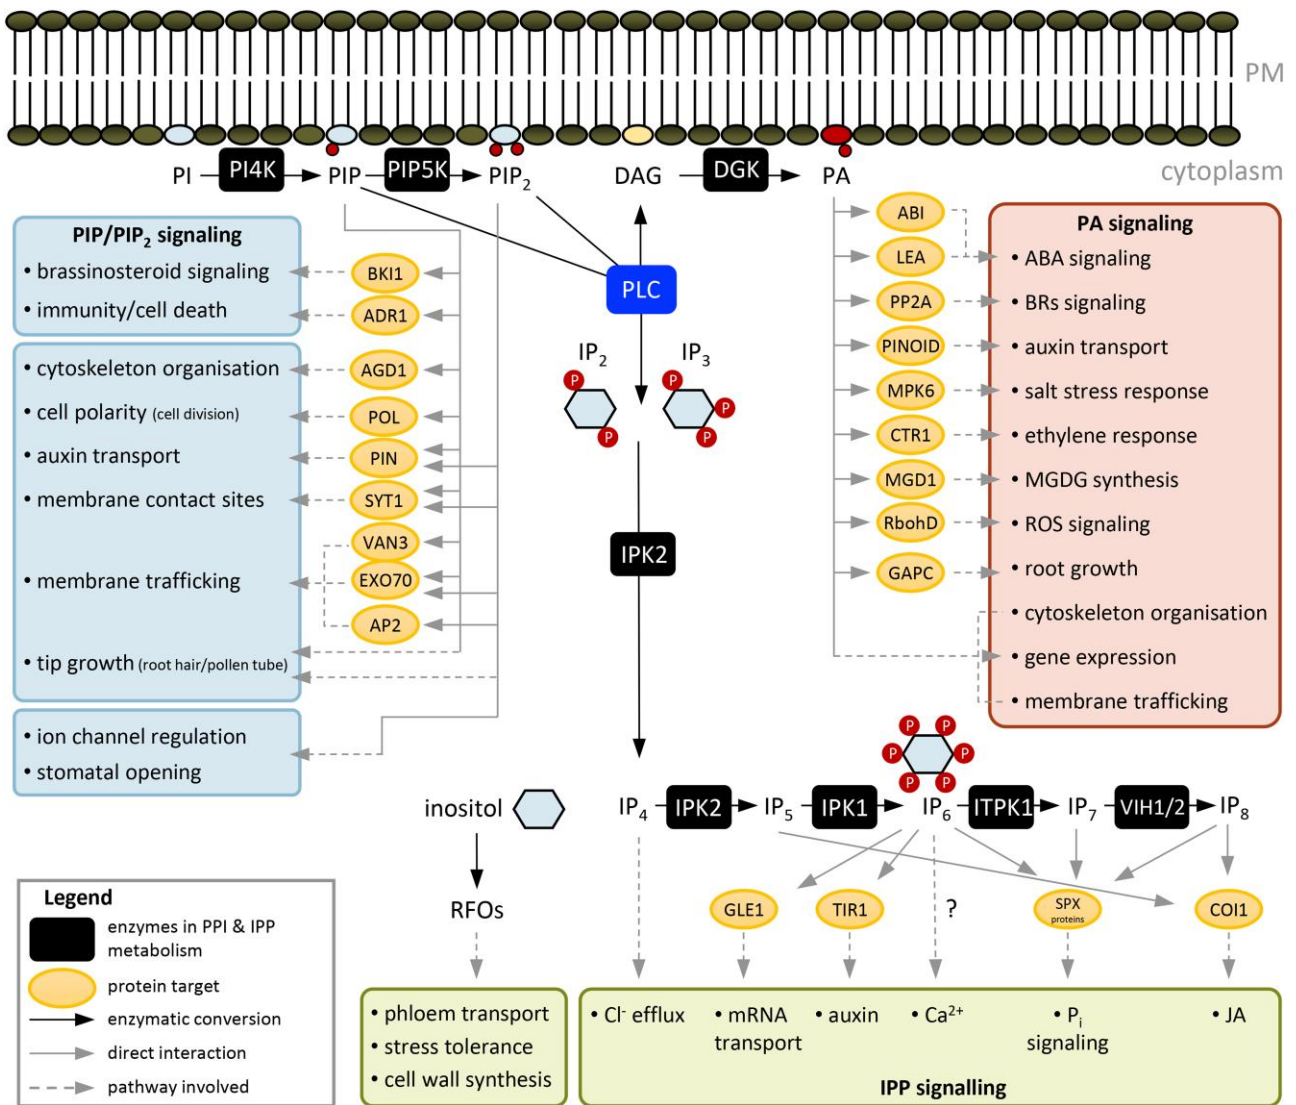 PM
cytoplasm
PI
PI4K
PIP
PIP5K
PIP2
DAG
DGK
PA
PIP/PIP2 signaling
• brassinosteroid signaling
• immunity/cell death
• cytoskeleton organisation
• cell polarity (cell division)
• auxin transport
• membrane contact sites
• membrane trafficking
• tip growth (root hair/pollen tube)
• ion channel regulation
• stomatal opening
BKI1
ADR1
AGD1
POL
PIN
SYT1
VAN3
EXO70
AP2
PLC
IP2
IP3
P
P
P
P
P
IPK2
ABI
LEA
PP2A
PINOID
MPK6
CTR1
MGD1
RbohD
GAPC
PA signaling
• ABA signaling
• BRs signaling
• auxin transport
• salt stress response
• ethylene response
• MGDG synthesis
• ROS signaling
• root growth
• cytoskeleton organisation
• gene expression
• membrane trafficking
P
P
P
P
P
P
inositol
RFOs
IP4
IPK2
IP5
IPK1
IP6
ITPK1
IP7
VIH1/2
IP8
GLE1
TIR1
?
SPX
proteins
COI1
Legend
enzymes in PPI & IPP
metabolism
protein target
enzymatic conversion
direct interaction
pathway involved
• phloem transport
• stress tolerance
• cell wall synthesis
• Cl- efflux
• mRNA
transport
• auxin
• Ca2+
• Pi
signaling
• JA
IPP signalling